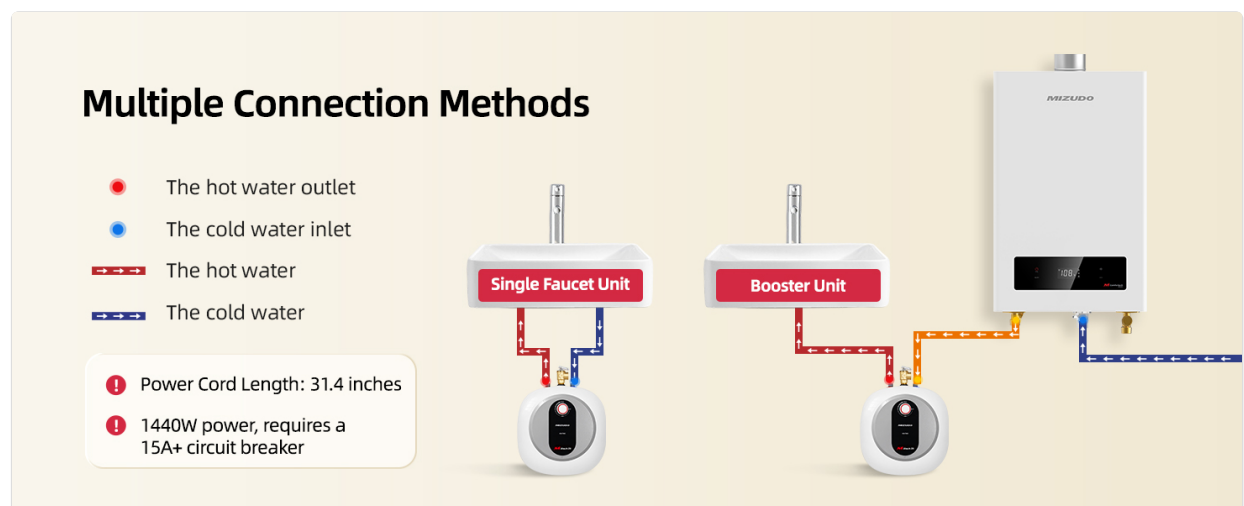 Multiple Connection Methods
The hot water outlet
The cold water inlet
The hot water
The cold water
Power Cord Length: 31.4 inches
1440W power, requires a
15A+ circuit breaker
Single Faucet Unit
Booster Unit
MIZUDO
108